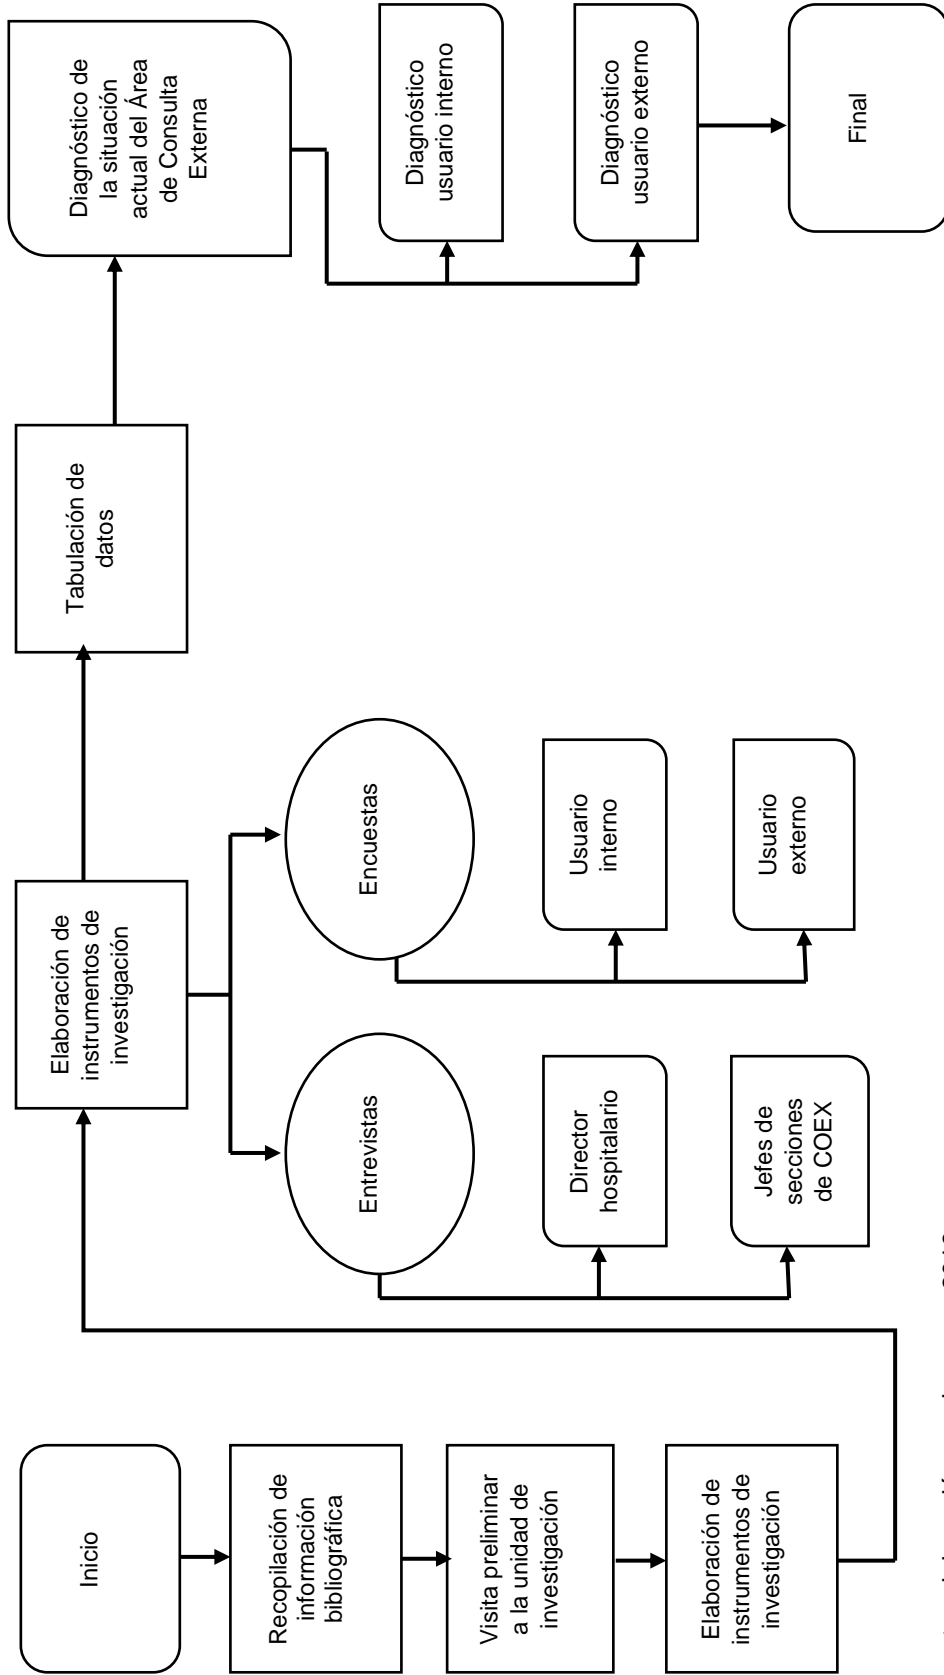 Inicio
Recopilación de
información
bibliográfica
Visita preliminar
a la unidad de
investigación
Elaboración de
instrumentos de
investigación
Elaboración de
instrumentos de
investigación
Entrevistas
Director
hospitalario
Jefes de
secciones
de COEX
Encuestas
Usuario
interno
Usuario
externo
Tabulación de
datos
Diagnóstico de
la situación
actual del Área
de Consulta
Externa
Diagnóstico
usuario interno
Diagnóstico
usuario externo
Final